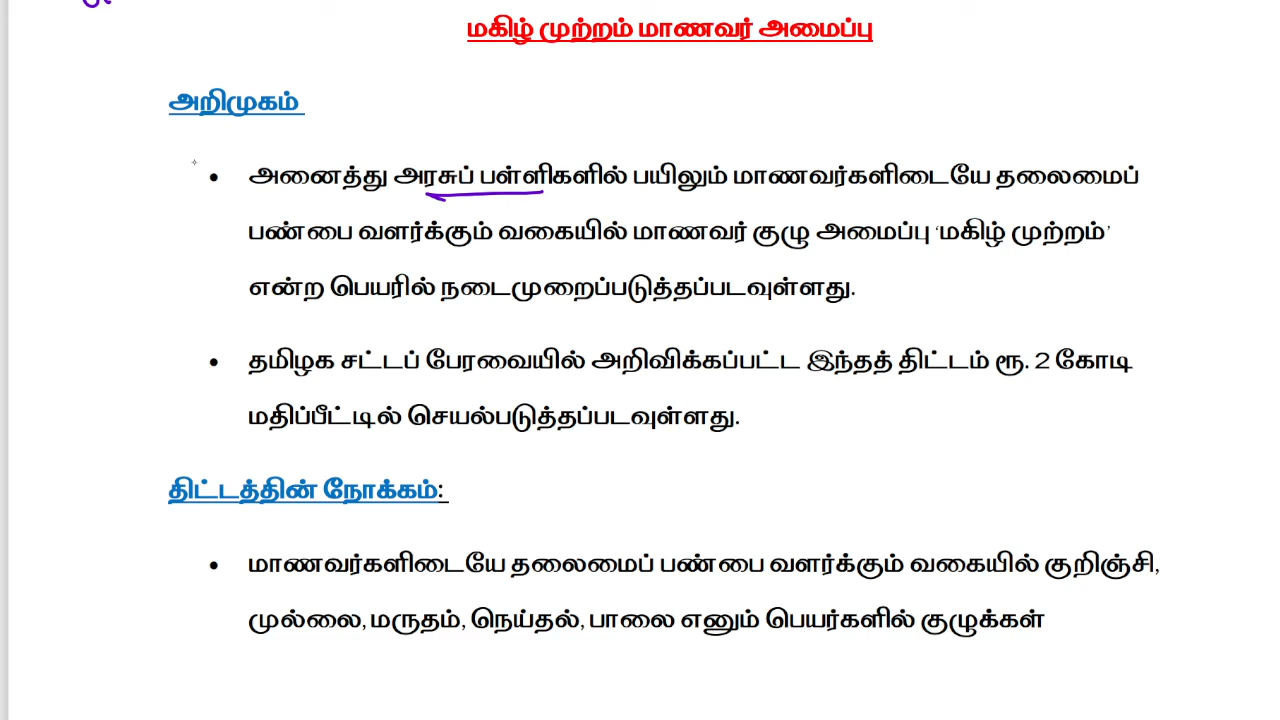 மகிழ் முற்றம் மாணவர் அமைப்பு
அறிமுகம்
• அனைத்து அரசுப் பள்ளிகளில் பயிலும் மாணவர்களிடையே தலைமைப்
பண்பை வளர்க்கும் வகையில் மாணவர் குழு அமைப்பு ‘மகிழ் முற்றம்’
என்ற பெயரில் நடைமுறைப்படுத்தப்படவுள்ளது.
• தமிழக சட்டப் பேரவையில் அறிவிக்கப்பட்ட இந்தத் திட்டம் ரூ. 2 கோடி
மதிப்பீட்டில் செயல்படுத்தப்படவுள்ளது.
திட்டத்தின் நோக்கம்:
• மாணவர்களிடையே தலைமைப் பண்பை வளர்க்கும் வகையில் குறிஞ்சி,
முல்லை, மருதம், நெய்தல், பாலை எனும் பெயர்களில் குழுக்கள்